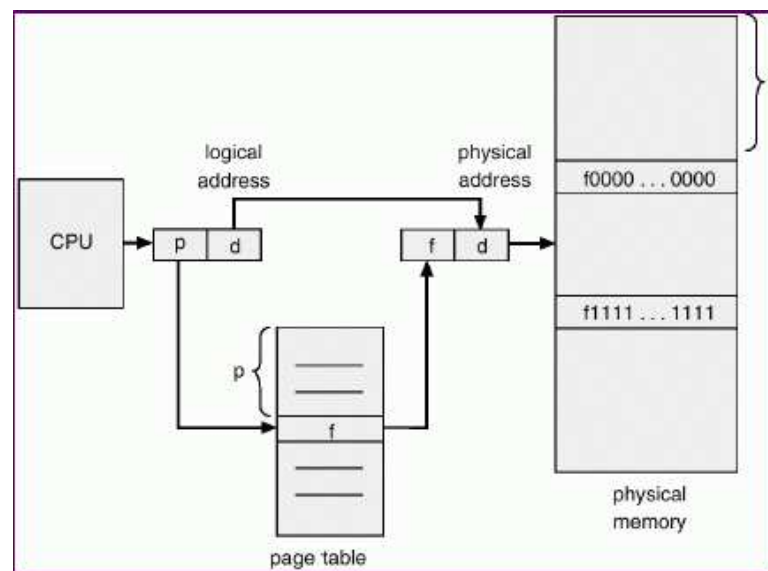 logical
address
physical
address
CPU
p
d
f
d
f0000 . . . 0000
f1111 . . . 1111
p
f
page table
physical
memory